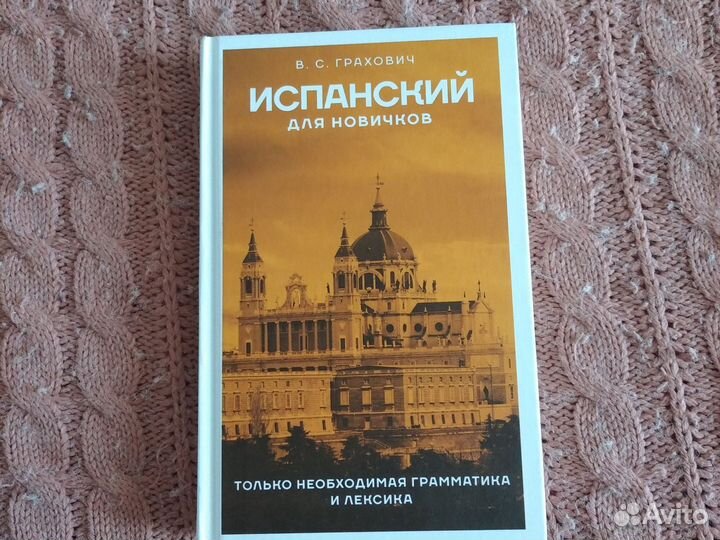 В. С. ГРАХОВИЧ
ИСПАНСКИЙ
ДЛЯ НОВИЧКОВ
ТОЛЬКО НЕОБХОДИМАЯ ГРАММАТИКА
И ЛЕКСИКА
Avito